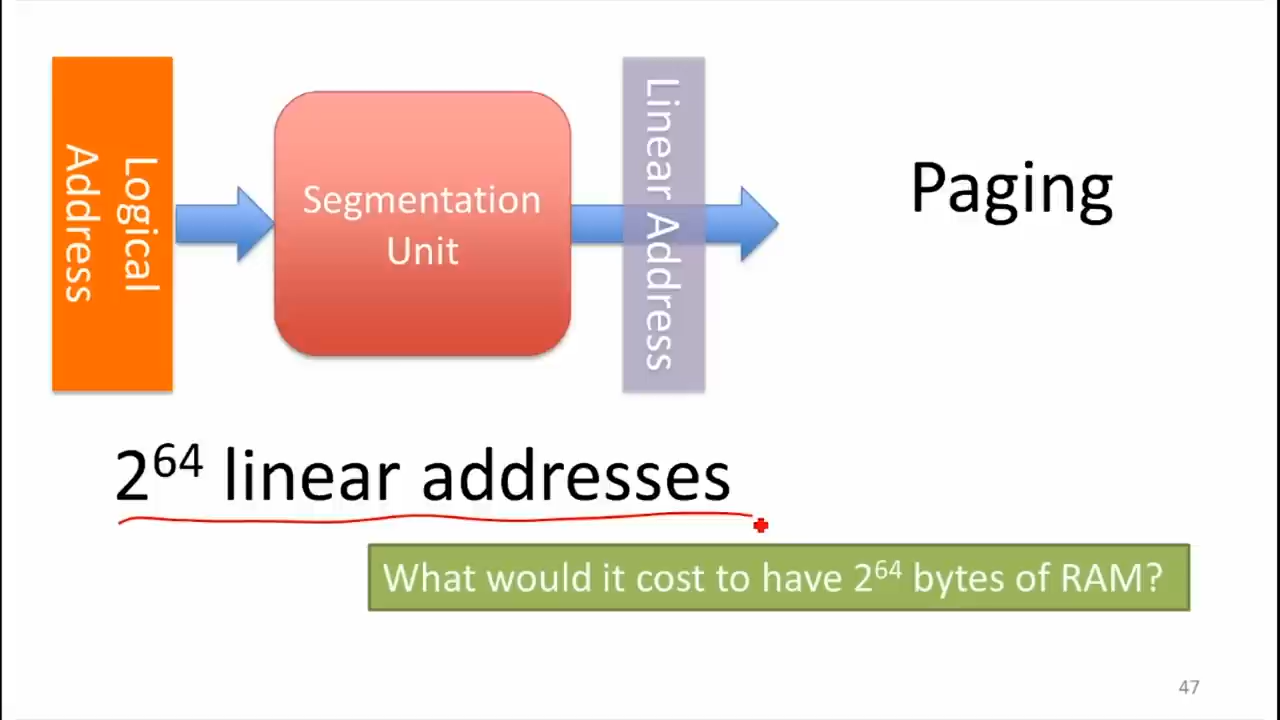 Logical
Address
Segmentation
Unit
Linear Address
Paging
2⁶⁴ linear addresses
What would it cost to have 2⁶⁴ bytes of RAM?
47